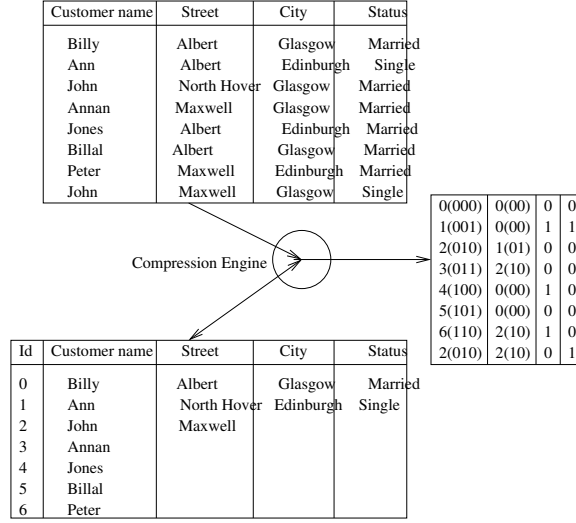 Customer name Street City Status
Billy Albert Glasgow Married
Ann Albert Edinburgh Single
John North Hover Glasgow Married
Annan Maxwell Glasgow Married
Jones Albert Edinburgh Married
Billal Albert Glasgow Married
Peter Maxwell Edinburgh Married
John Maxwell Glasgow Single
Compression Engine
0(000) 0(00) 0 0
1(001) 0(00) 1 1
2(010) 1(01) 0 0
3(011) 2(10) 0 0
4(100) 0(00) 1 0
5(101) 0(00) 0 0
6(110) 2(10) 1 0
2(010) 2(10) 0 1
Id Customer name Street City Status
0 Billy Albert Glasgow Married
1 Ann North Hover Edinburgh Single
2 John Maxwell
3 Annan
4 Jones
5 Billal
6 Peter